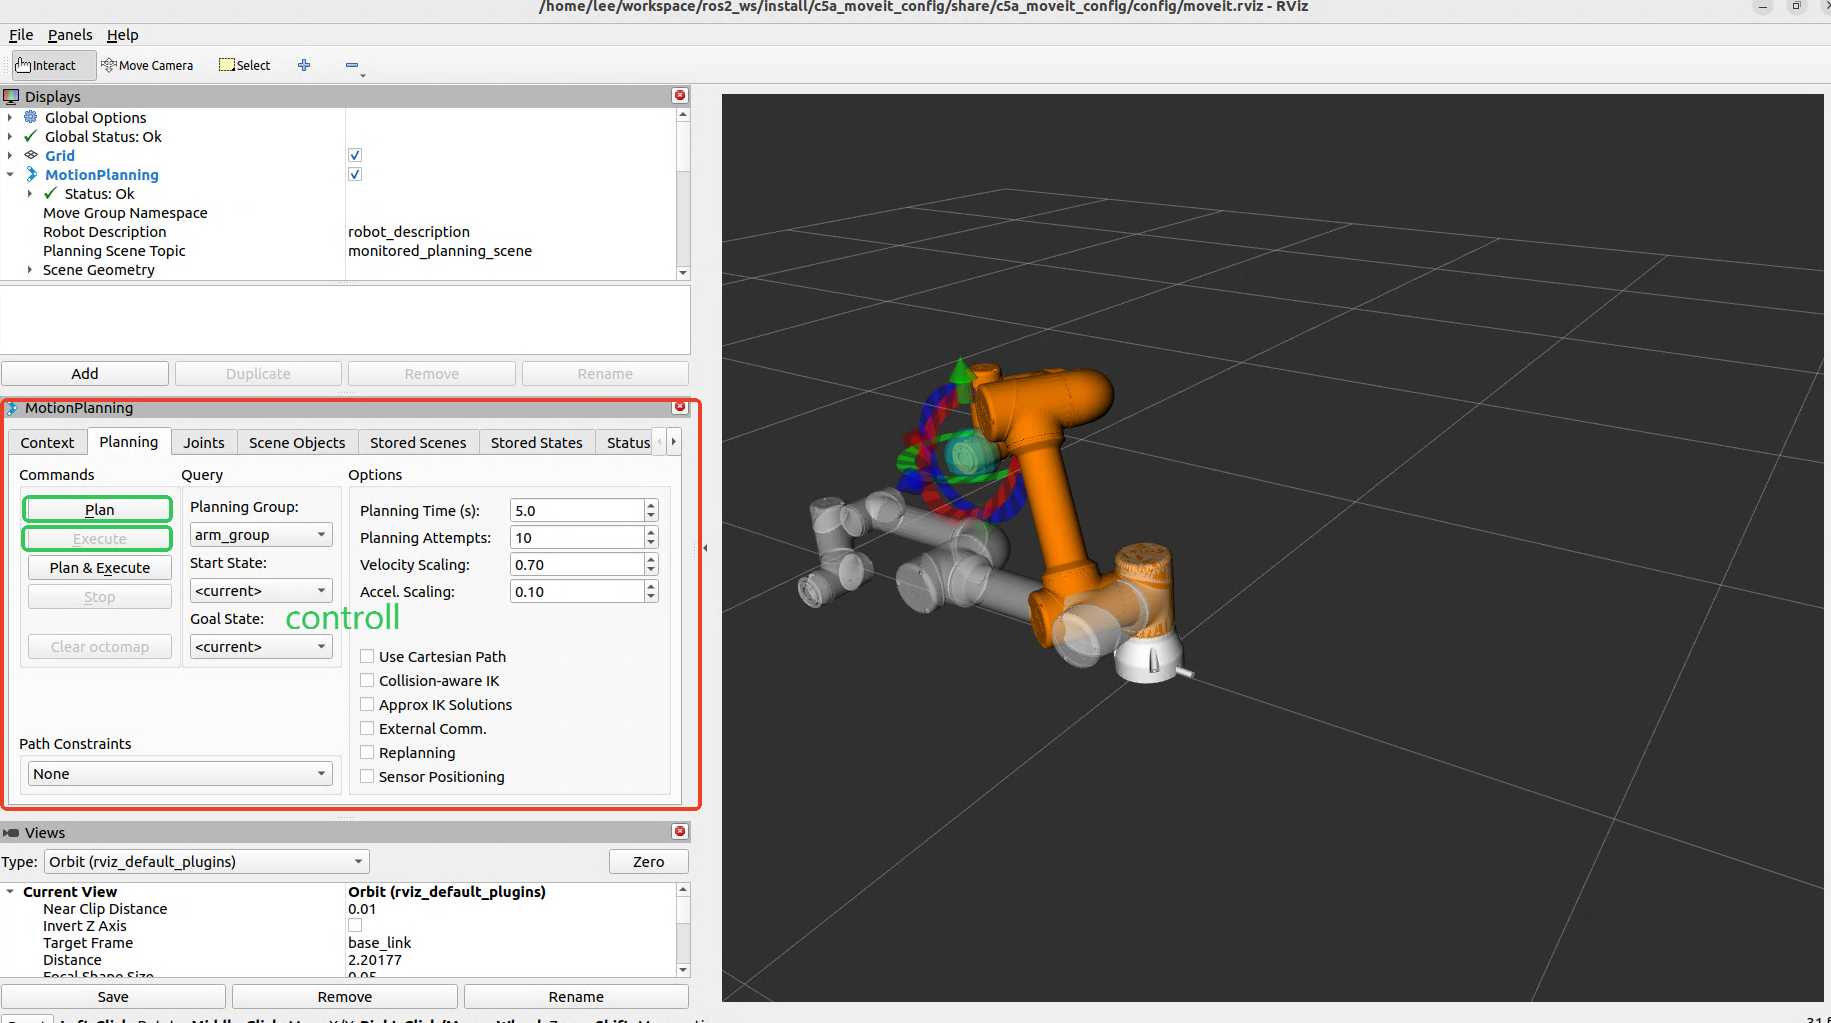 /home/lee/workspace/ros2_ws/install/c5a_moveit_config/share/c5a_moveit_config/config/moveit.rviz - RViz
File Panels Help
Interact Move Camera Select
Displays
Global Options
Global Status: Ok
Grid
MotionPlanning
Status: Ok
Move Group Namespace
Robot Description robot_description
Planning Scene Topic monitored_planning_scene
Scene Geometry
Add Duplicate Remove Rename
MotionPlanning
Context Planning Joints Scene Objects Stored Scenes Stored States Status
Commands Query Options
Plan
Execute
Plan & Execute
Stop
Clear octomap
Planning Group:
arm_group
Start State:
<current>
Goal State:
<current>
controll
Planning Time (s): 5.0
Planning Attempts: 10
Velocity Scaling: 0.70
Accel. Scaling: 0.10
Use Cartesian Path
Collision-aware IK
Approx IK Solutions
External Comm.
Replanning
Sensor Positioning
Path Constraints
None
Views
Type: Orbit (rviz_default_plugins) Zero
Current View Orbit (rviz_default_plugins)
Near Clip Distance 0.01
Invert Z Axis
Target Frame base_link
Distance 2.20177
Focal Shape Size 0.05
Save Remove Rename